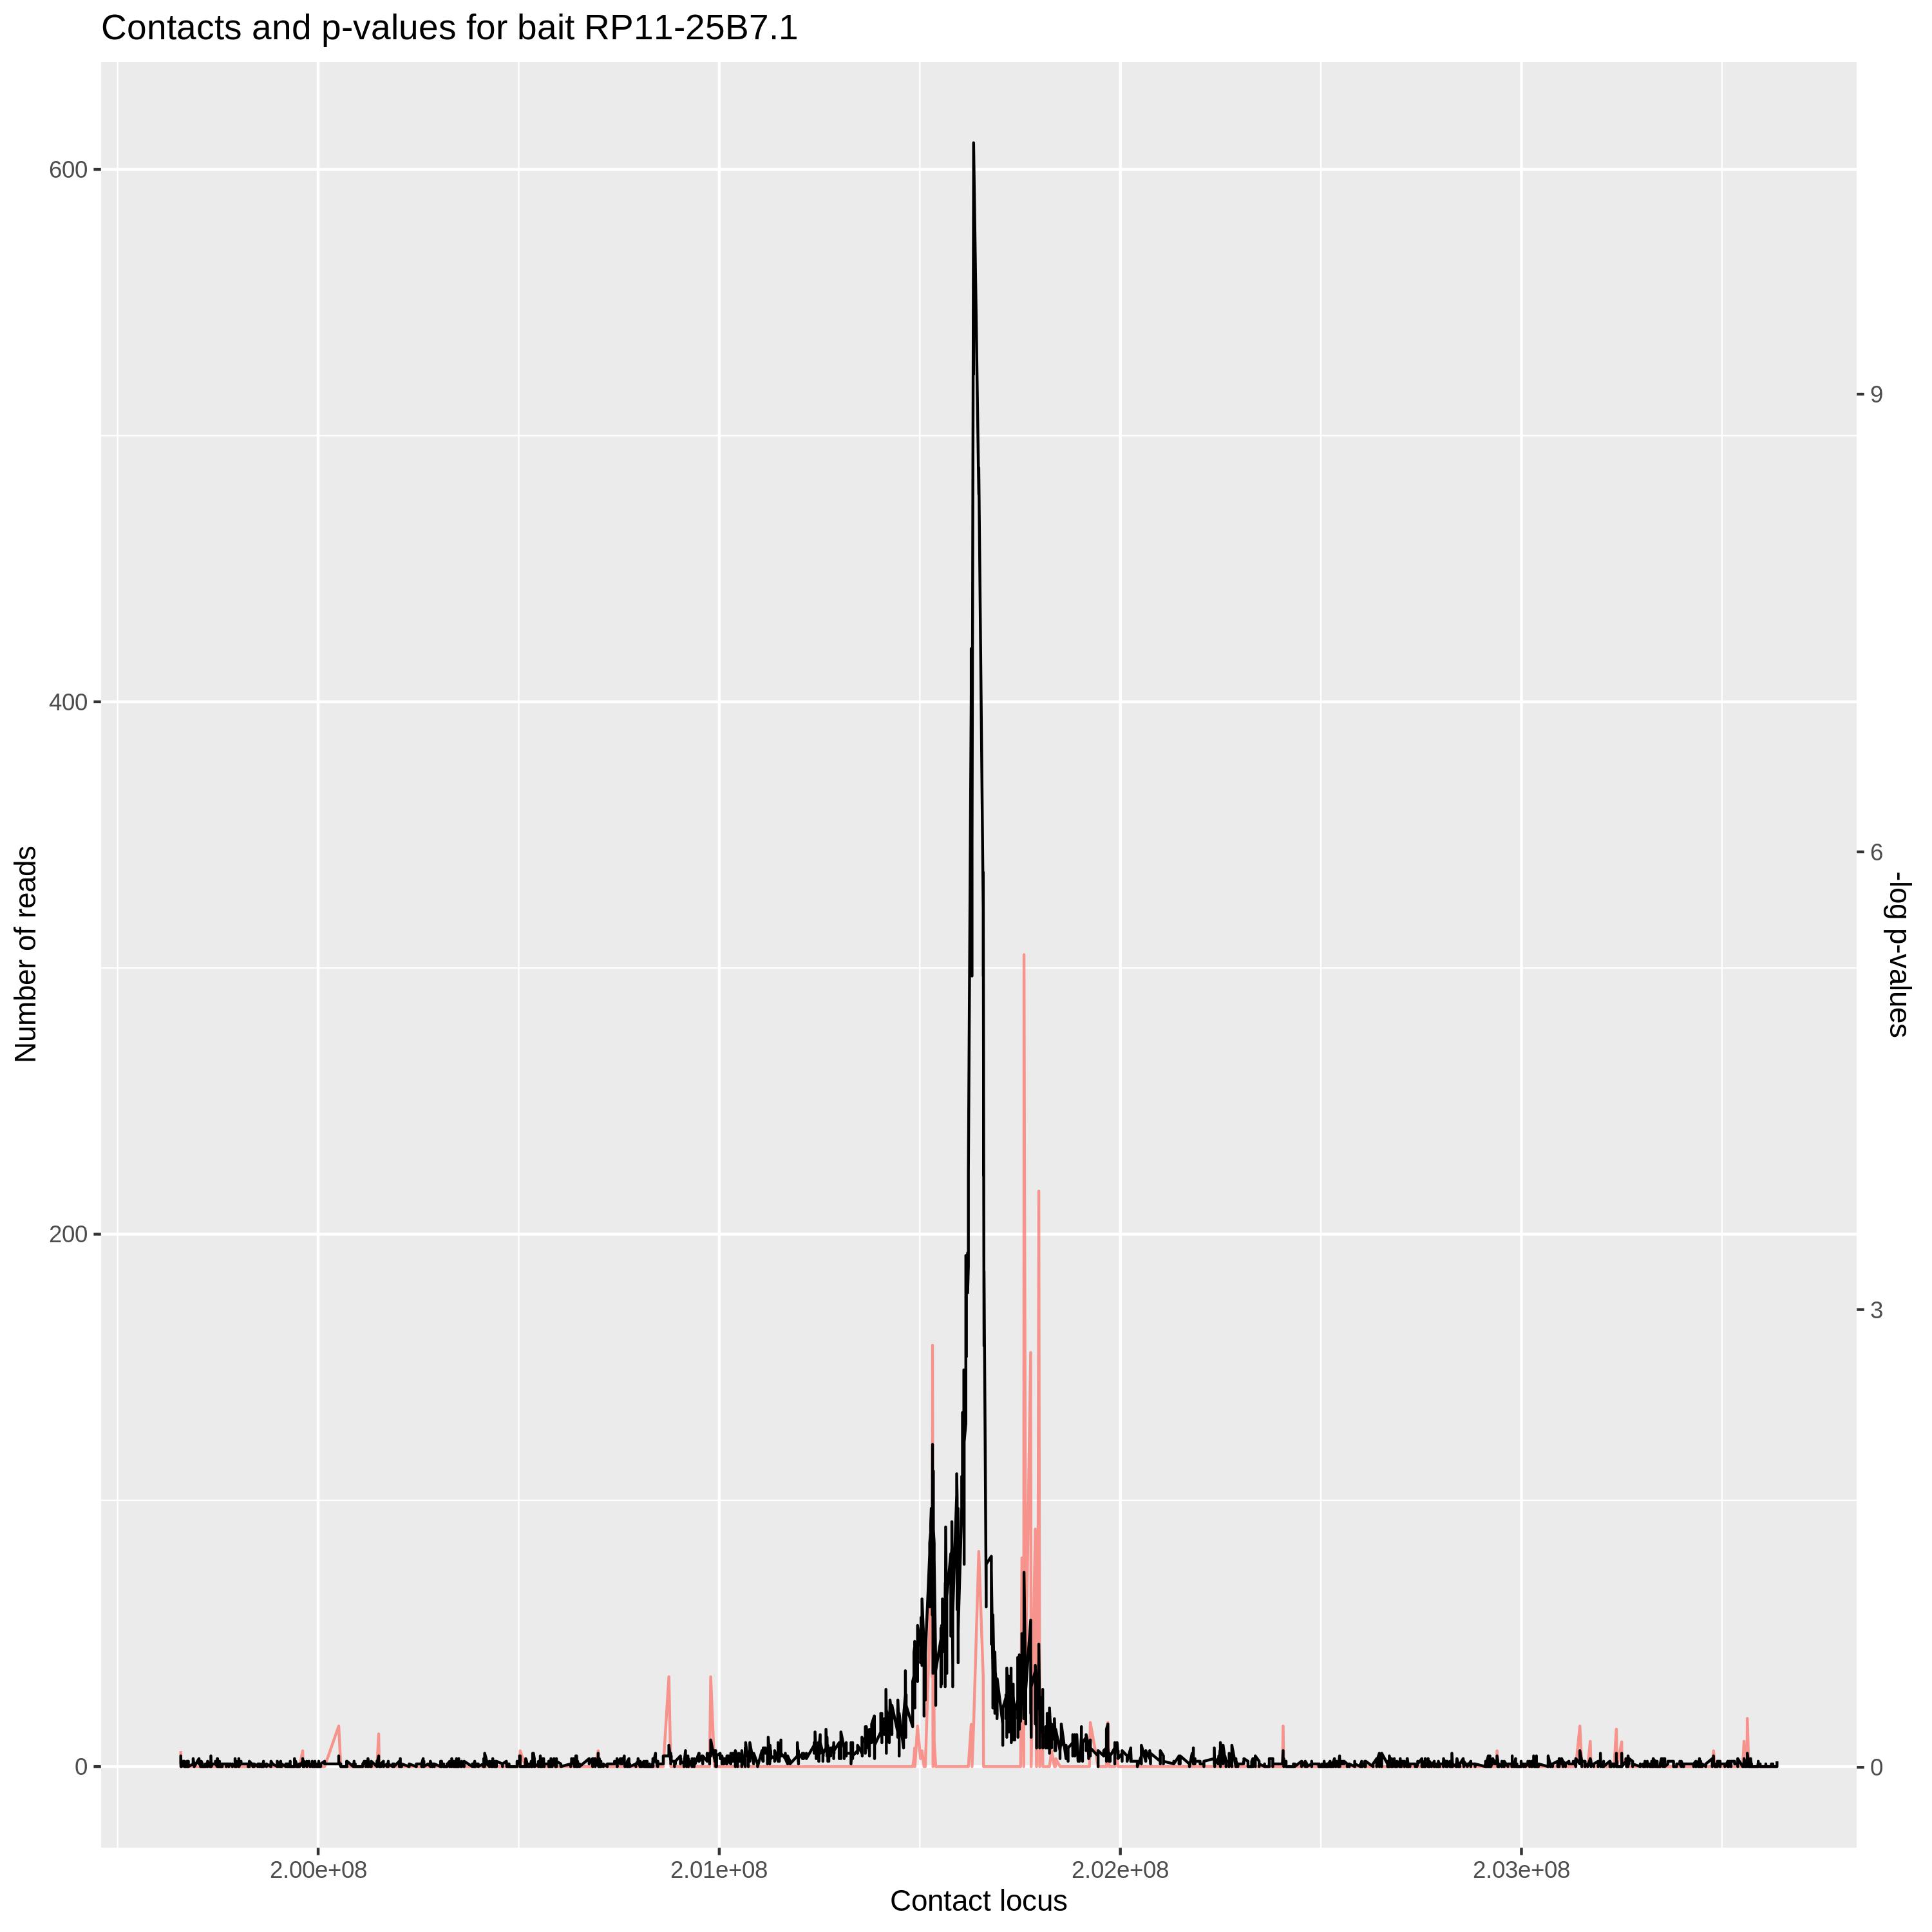 Contacts and p-values for bait RP11-25B7.1
600
400
200
0
Number of reads
9
6
3
0
-log p-values
2.00e+08
2.01e+08
2.02e+08
2.03e+08
Contact locus